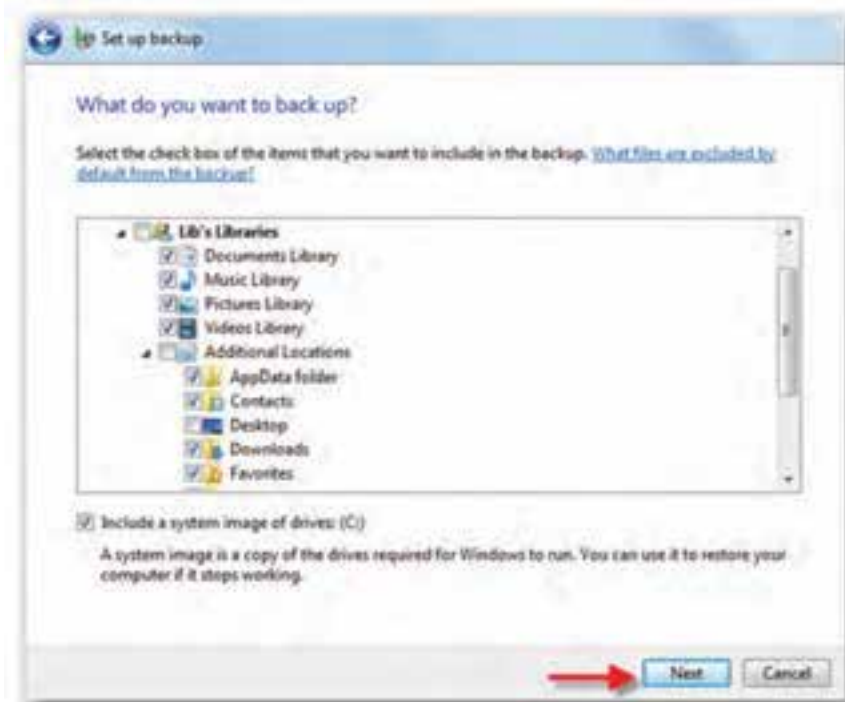 Set up backup
What do you want to back up?
Select the check box of the items that you want to include in the backup. What files are excluded by
default from the backup?
Lib's Libraries
Documents Library
Music Library
Pictures Library
Videos Library
Additional Locations
AppData folder
Contacts
Desktop
Downloads
Favorites
Include a system image of drives: (C:)
A system image is a copy of the drives required for Windows to run. You can use it to restore your
computer if it stops working.
Next Cancel